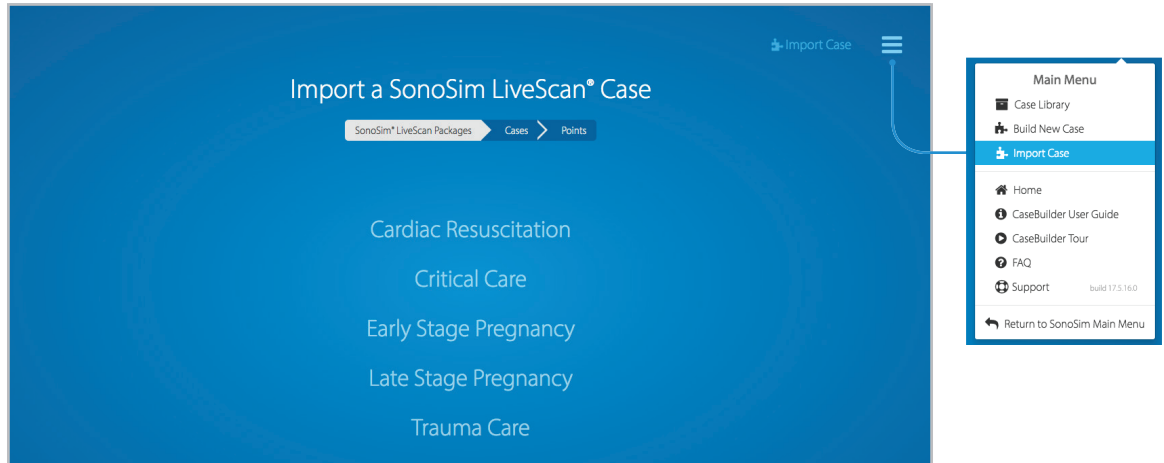 Import Case
Import a SonoSim LiveScan® Case
SonoSim® LiveScan Packages Cases Points
Cardiac Resuscitation
Critical Care
Early Stage Pregnancy
Late Stage Pregnancy
Trauma Care
Main Menu
Case Library
Build New Case
Import Case
Home
CaseBuilder User Guide
CaseBuilder Tour
FAQ
Support build 17.5.16.0
Return to SonoSim Main Menu